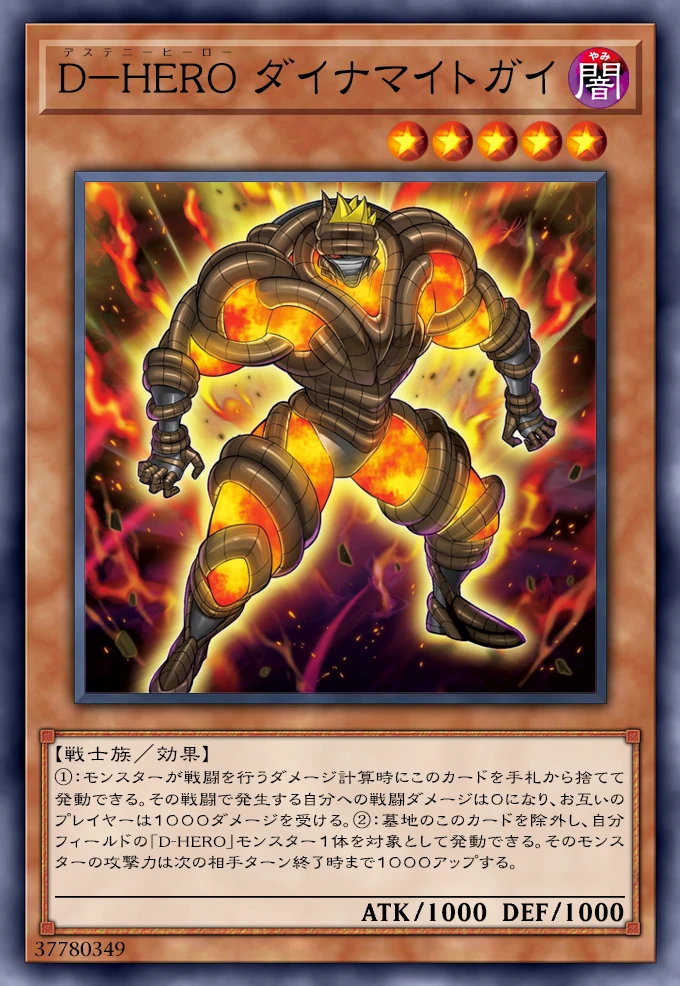 デステニーヒーロー
D-HERO ダイナマイトガイ
やみ
闇
【戦士族／効果】
①：モンスターが戦闘を行うダメージ計算時にこのカードを手札から捨てて
発動できる。その戦闘で発生する自分への戦闘ダメージは０になり、お互いの
プレイヤーは１０００ダメージを受ける。②：墓地のこのカードを除外し、自分
フィールドの「D-HERO」モンスター１体を対象として発動できる。そのモンス
ターの攻撃力は次の相手ターン終了時まで１０００アップする。
ATK/1000 DEF/1000
37780349